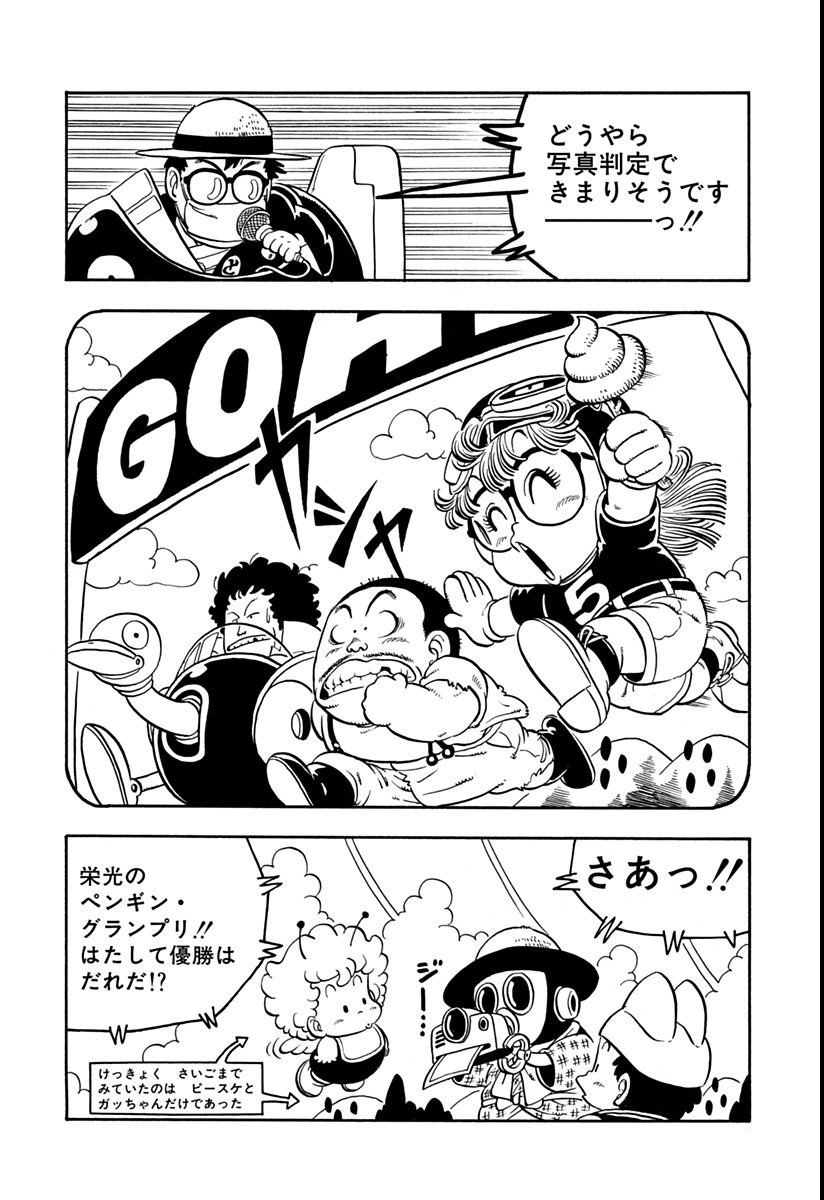 どうやら
写真判定で
きまりそうです
────っ!!
GOAL
カシャ
5
さあっ!!
ジー…
栄光の
ペンギン・
グランプリ!!
はたして優勝は
だれだ!?
けっきょく さいごまで
みていたのは ピースケと
ガッちゃんだけであった